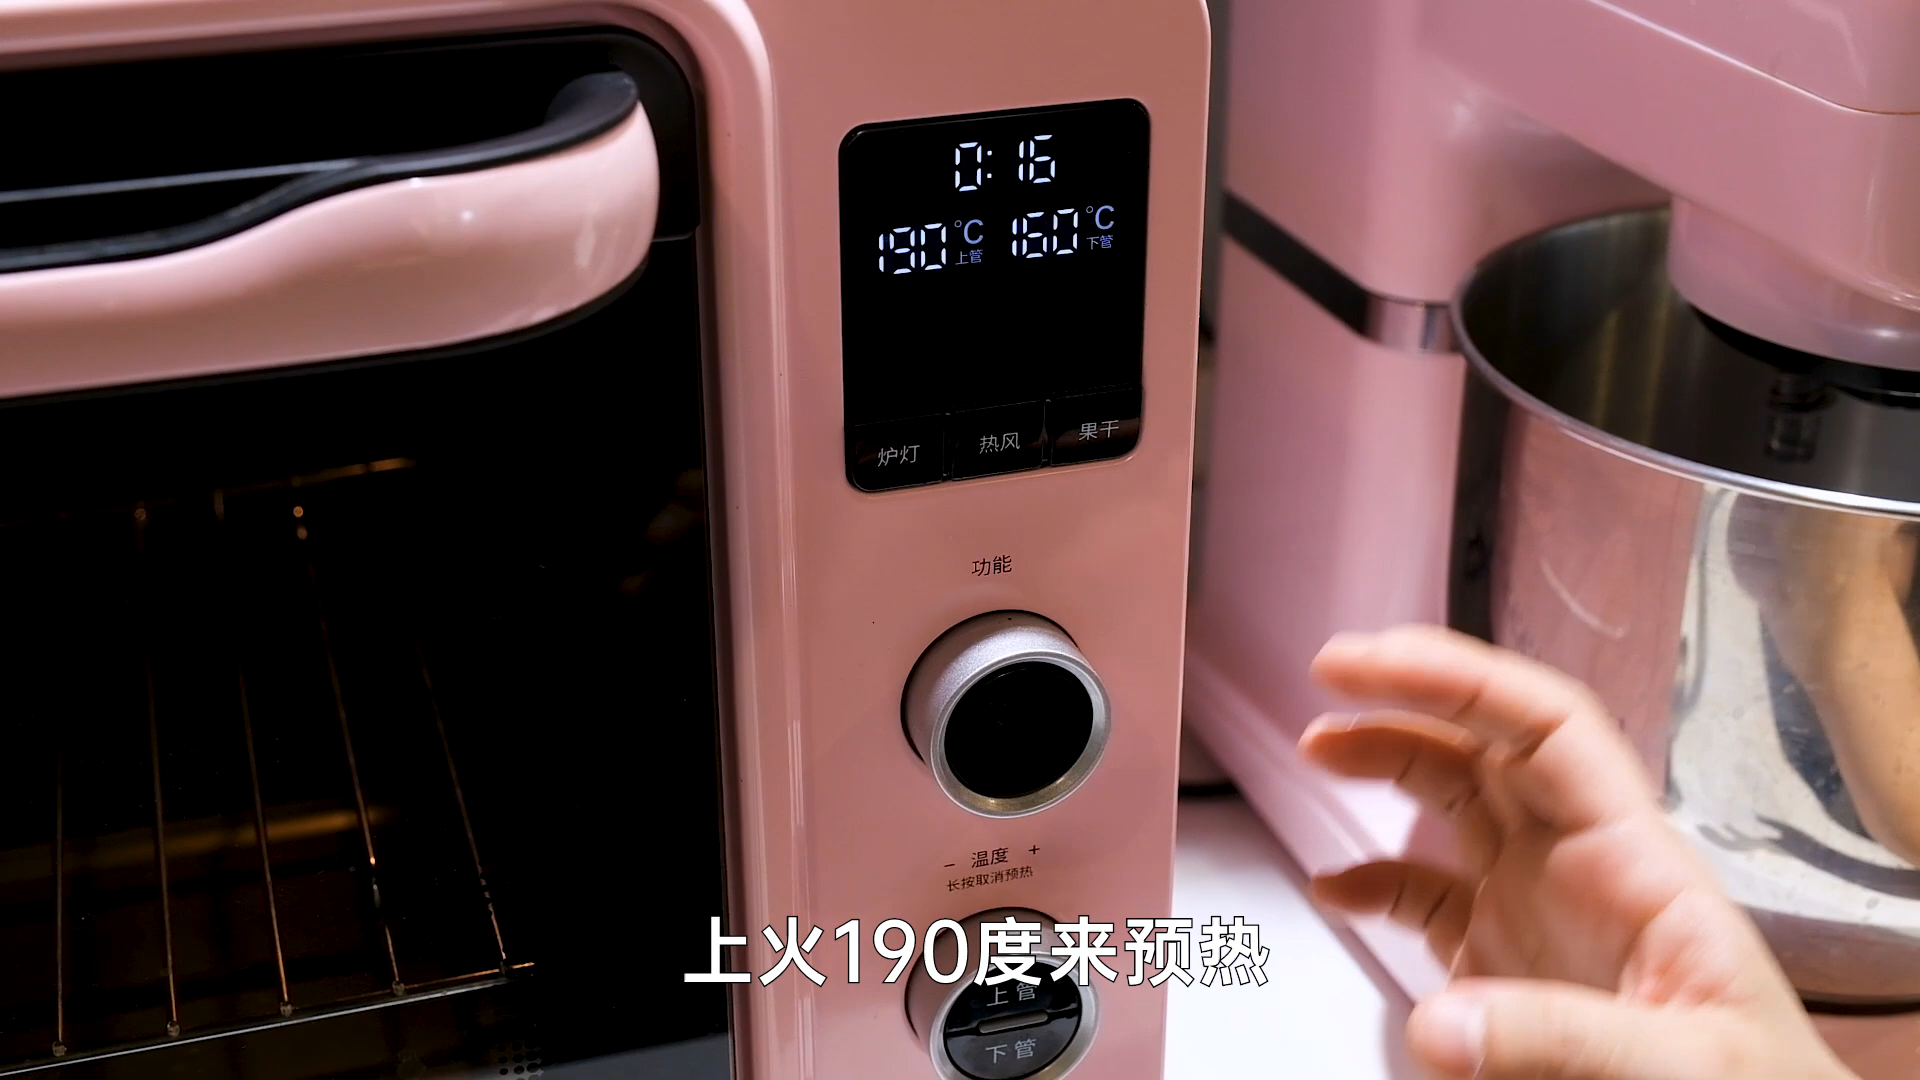 0:16
190°C 上管 160°C 下管
炉灯 热风 果干
功能
－ 温度 ＋
长按取消预热
上火190度来预热
上管
下管